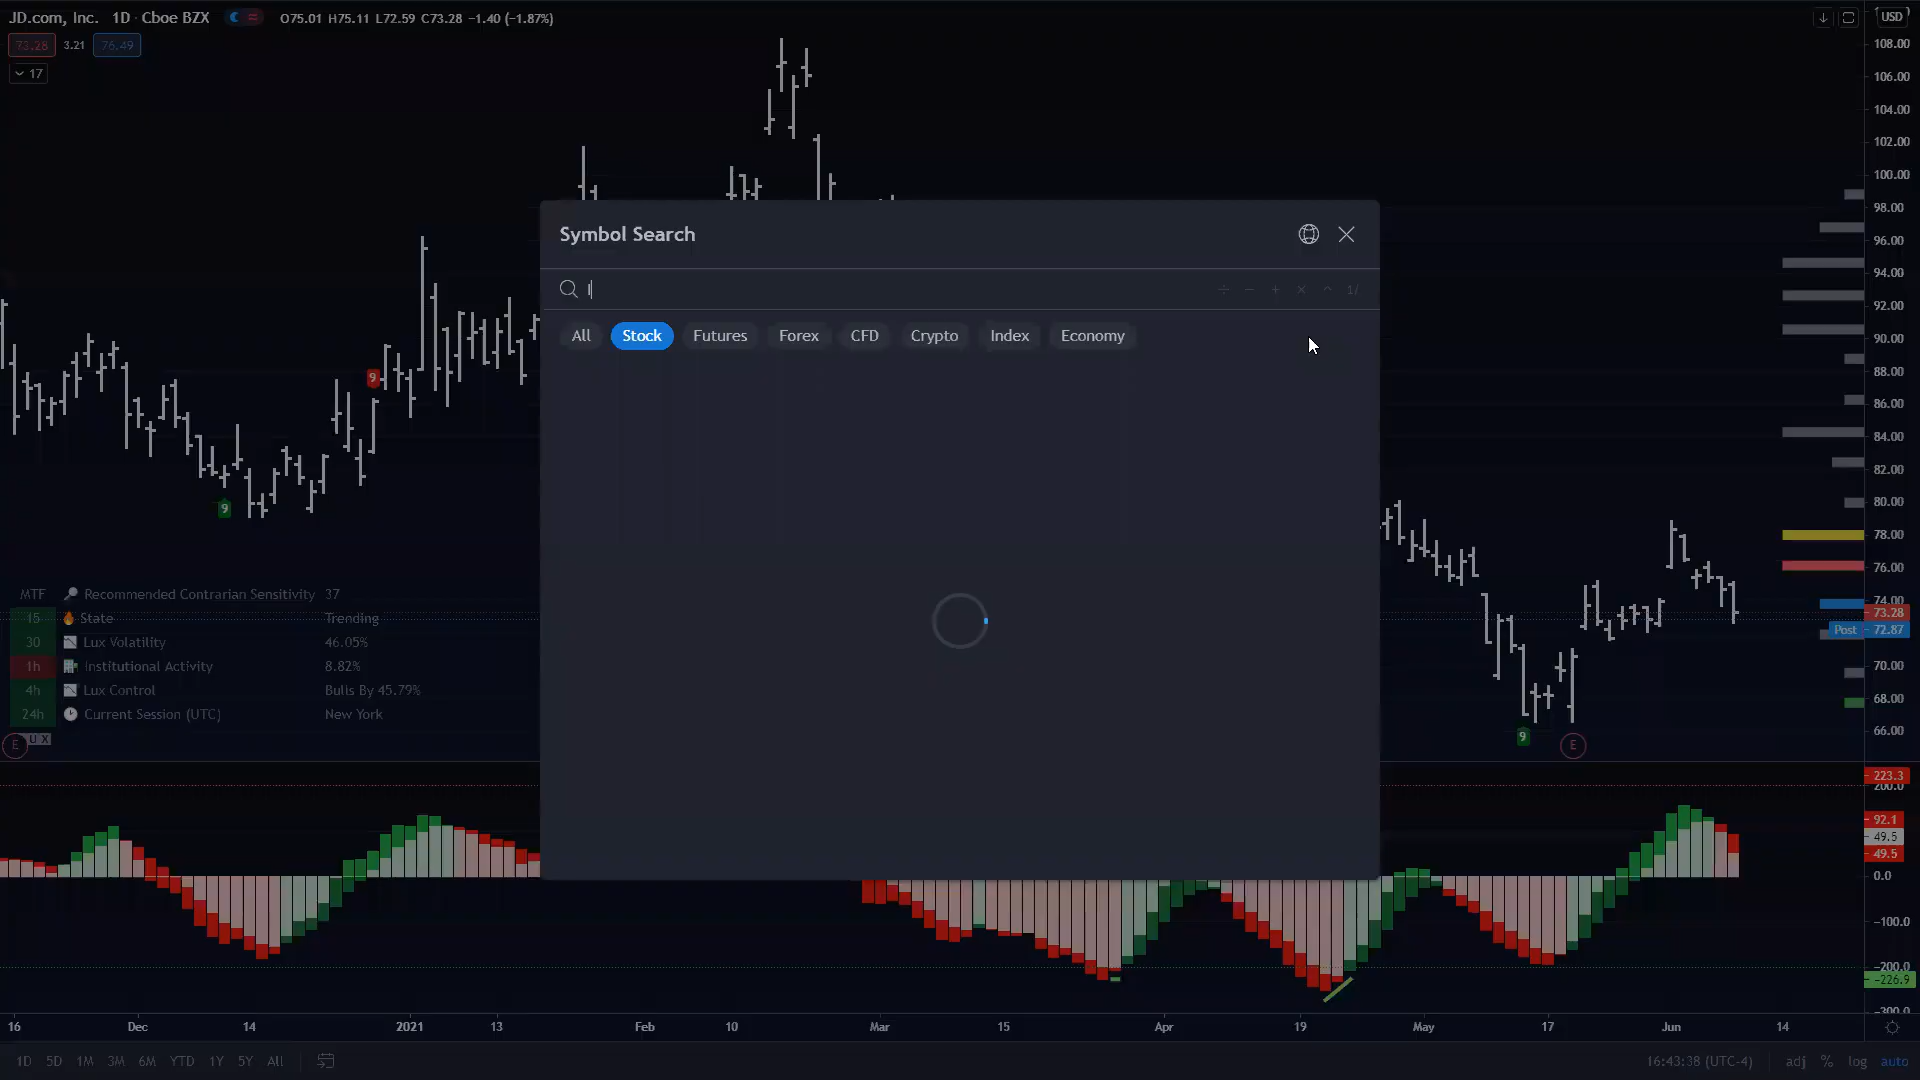 JD.com, Inc. 1D · Cboe BZX O75.01 H75.11 L72.59 C73.28 −1.40 (−1.87%)
73.28 3.21 76.49
17
USD
108.00
106.00
104.00
102.00
100.00
98.00
96.00
94.00
92.00
90.00
88.00
86.00
84.00
82.00
80.00
78.00
76.00
74.00
73.28
Post 72.87
70.00
68.00
66.00
Symbol Search
1/
All Stock Futures Forex CFD Crypto Index Economy
9
9
9
E
E
MTF Recommended Contrarian Sensitivity 37
15 State Trending
30 Lux Volatility 46.05%
1h Institutional Activity 8.82%
4h Lux Control Bulls By 45.79%
24h Current Session (UTC) New York
U X
223.3
200.0
92.1
49.5
49.5
0.0
−100.0
−200.0
−226.9
−300.0
16 Dec 14 2021 13 Feb 10 Mar 15 Apr 19 May 17 Jun 14
1D 5D 1M 3M 6M YTD 1Y 5Y All 16:43:38 (UTC-4) adj % log auto